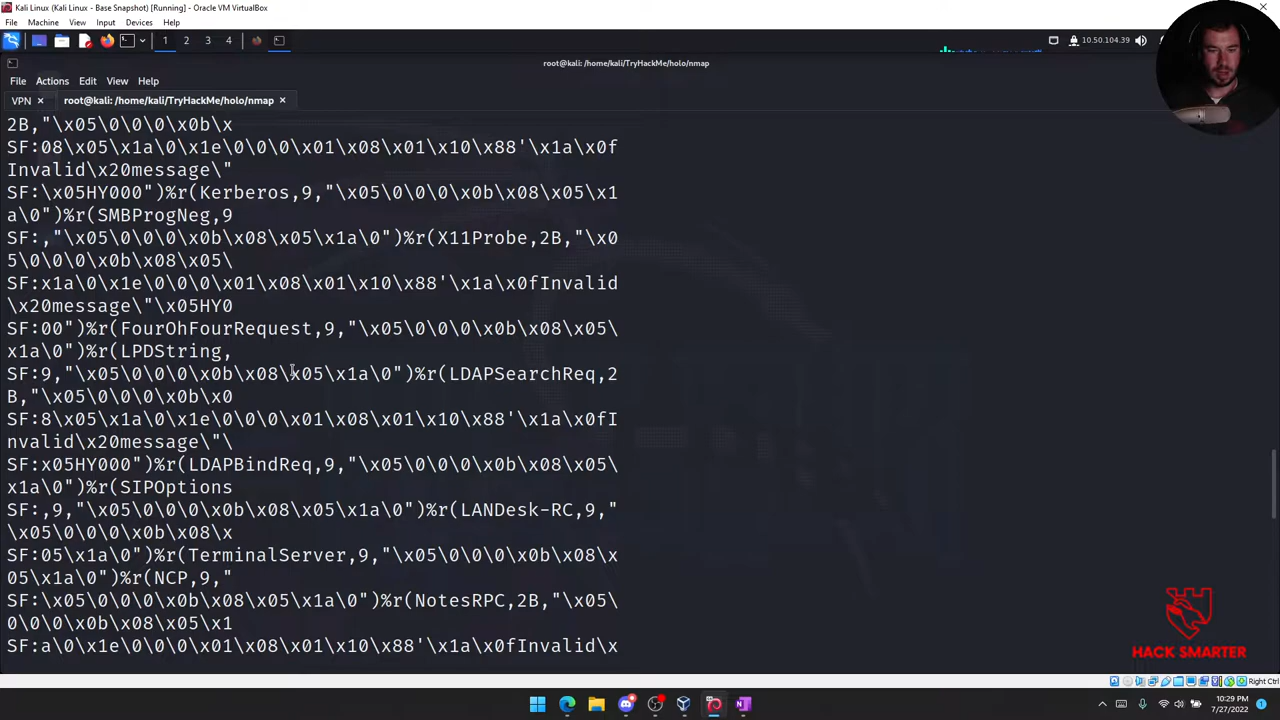 Kali Linux (Kali Linux - Base Snapshot) [Running] - Oracle VM VirtualBox
File Machine View Input Devices Help
1 2 3 4
10.50.104.39
root@kali: /home/kali/TryHackMe/holo/nmap
File Actions Edit View Help
VPN × root@kali: /home/kali/TryHackMe/holo/nmap ×
2B,"\x05\0\0\0\x0b\x
SF:08\x05\x1a\0\x1e\0\0\0\x01\x08\x01\x10\x88'\x1a\x0f
Invalid\x20message\"
SF:\x05HY000")%r(Kerberos,9,"\x05\0\0\0\x0b\x08\x05\x1
a\0")%r(SMBProgNeg,9
SF:,"\x05\0\0\0\x0b\x08\x05\x1a\0")%r(X11Probe,2B,"\x0
5\0\0\0\x0b\x08\x05\
SF:x1a\0\x1e\0\0\0\x01\x08\x01\x10\x88'\x1a\x0fInvalid
\x20message\"\x05HY0
SF:00")%r(FourOhFourRequest,9,"\x05\0\0\0\x0b\x08\x05\
x1a\0")%r(LPDString,
SF:9,"\x05\0\0\0\x0b\x08\x05\x1a\0")%r(LDAPSearchReq,2
B,"\x05\0\0\0\x0b\x0
SF:8\x05\x1a\0\x1e\0\0\0\x01\x08\x01\x10\x88'\x1a\x0fI
nvalid\x20message\"\
SF:x05HY000")%r(LDAPBindReq,9,"\x05\0\0\0\x0b\x08\x05\
x1a\0")%r(SIPOptions
SF:,9,"\x05\0\0\0\x0b\x08\x05\x1a\0")%r(LANDesk-RC,9,"
\x05\0\0\0\x0b\x08\x
SF:05\x1a\0")%r(TerminalServer,9,"\x05\0\0\0\x0b\x08\x
05\x1a\0")%r(NCP,9,"
SF:\x05\0\0\0\x0b\x08\x05\x1a\0")%r(NotesRPC,2B,"\x05\
0\0\0\x0b\x08\x05\x1
SF:a\0\x1e\0\0\0\x01\x08\x01\x10\x88'\x1a\x0fInvalid\x
HACK SMARTER
Right Ctrl
10:29 PM
7/27/2022